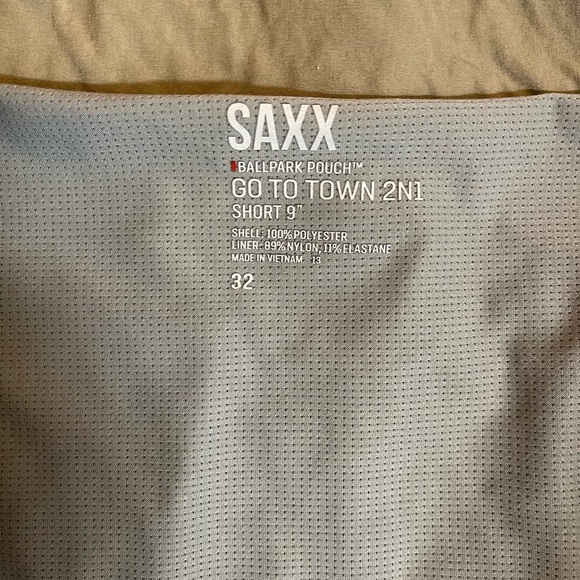 SAXX
BALLPARK POUCH™
GO TO TOWN 2N1
SHORT 9"
SHELL: 100% POLYESTER
LINER: 89% NYLON, 11% ELASTANE
MADE IN VIETNAM 13
32